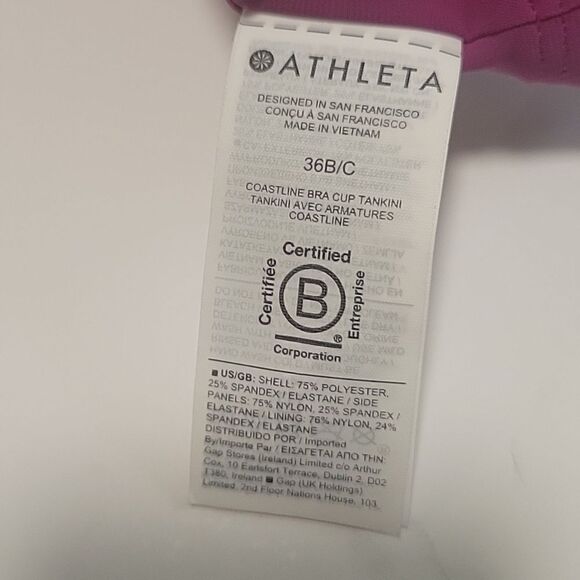 ATHLETA
DESIGNED IN SAN FRANCISCO
CONÇU À SAN FRANCISCO
MADE IN VIETNAM
36B/C
COASTLINE BRA CUP TANKINI
TANKINI AVEC ARMATURES
COASTLINE
Certified
Certifiée
B
®
Entreprise
Corporation
■ US/GB: SHELL: 75% POLYESTER,
25% SPANDEX / ELASTANE / SIDE
PANELS: 75% NYLON, 25% SPANDEX /
ELASTANE / LINING: 76% NYLON, 24%
SPANDEX / ELASTANE
DISTRIBUIDO POR / Imported
By/Importe Par / ΕΙΣΑΓΕΤΑΙ ΑΠΟ ΤΗΝ:
Gap Stores (Ireland) Limited c/o Arthur
Cox, 10 Earlsfort Terrace, Dublin 2, D02
T380, Ireland ■ Gap (UK Holdings)
Limited, 2nd Floor Nations House, 103